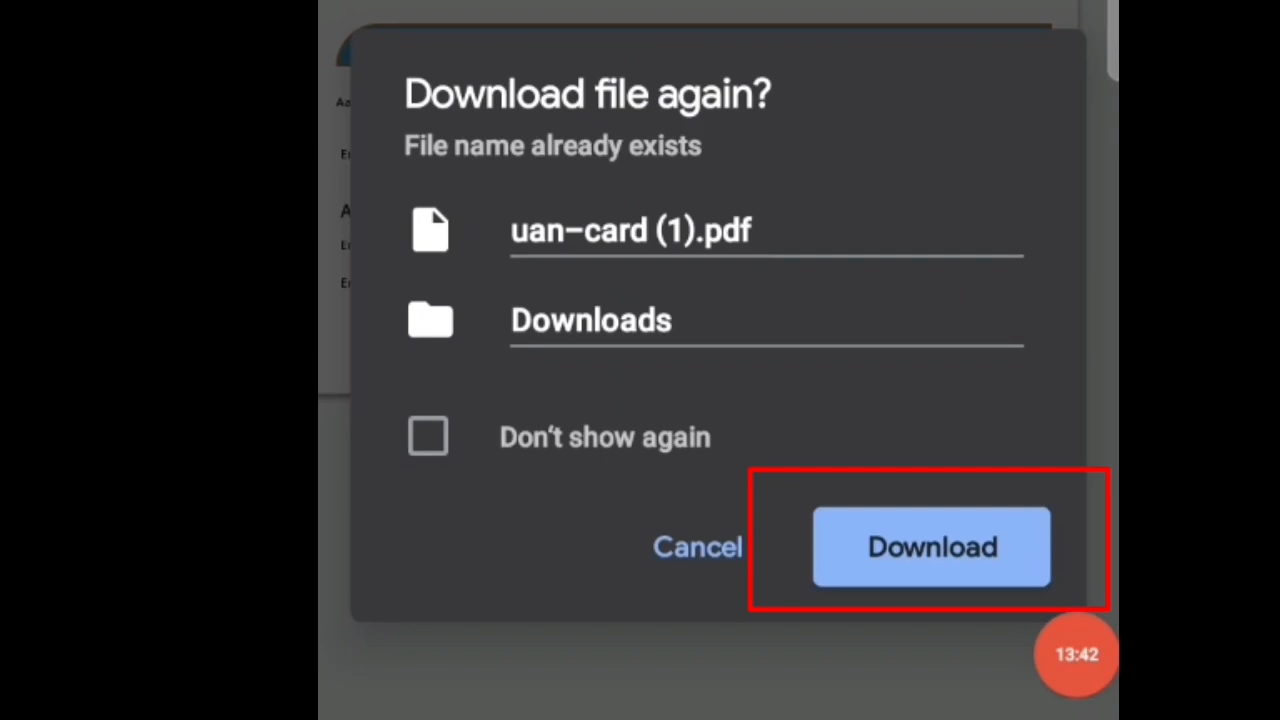 Download file again?
File name already exists
uan-card (1).pdf
Downloads
Don't show again
Cancel
Download
13:42